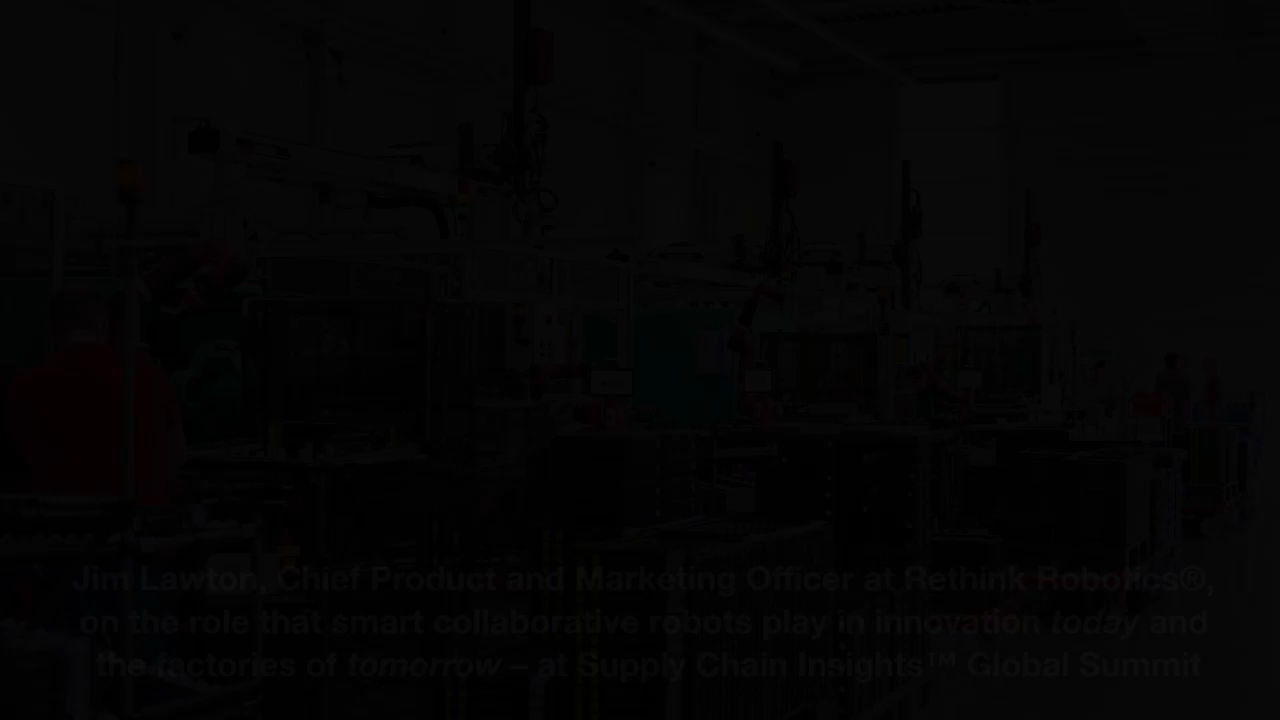 Jim Lawton, Chief Product and Marketing Officer at Rethink Robotics®,
on the role that smart collaborative robots play in innovation today and
the factories of tomorrow – at Supply Chain Insights™ Global Summit